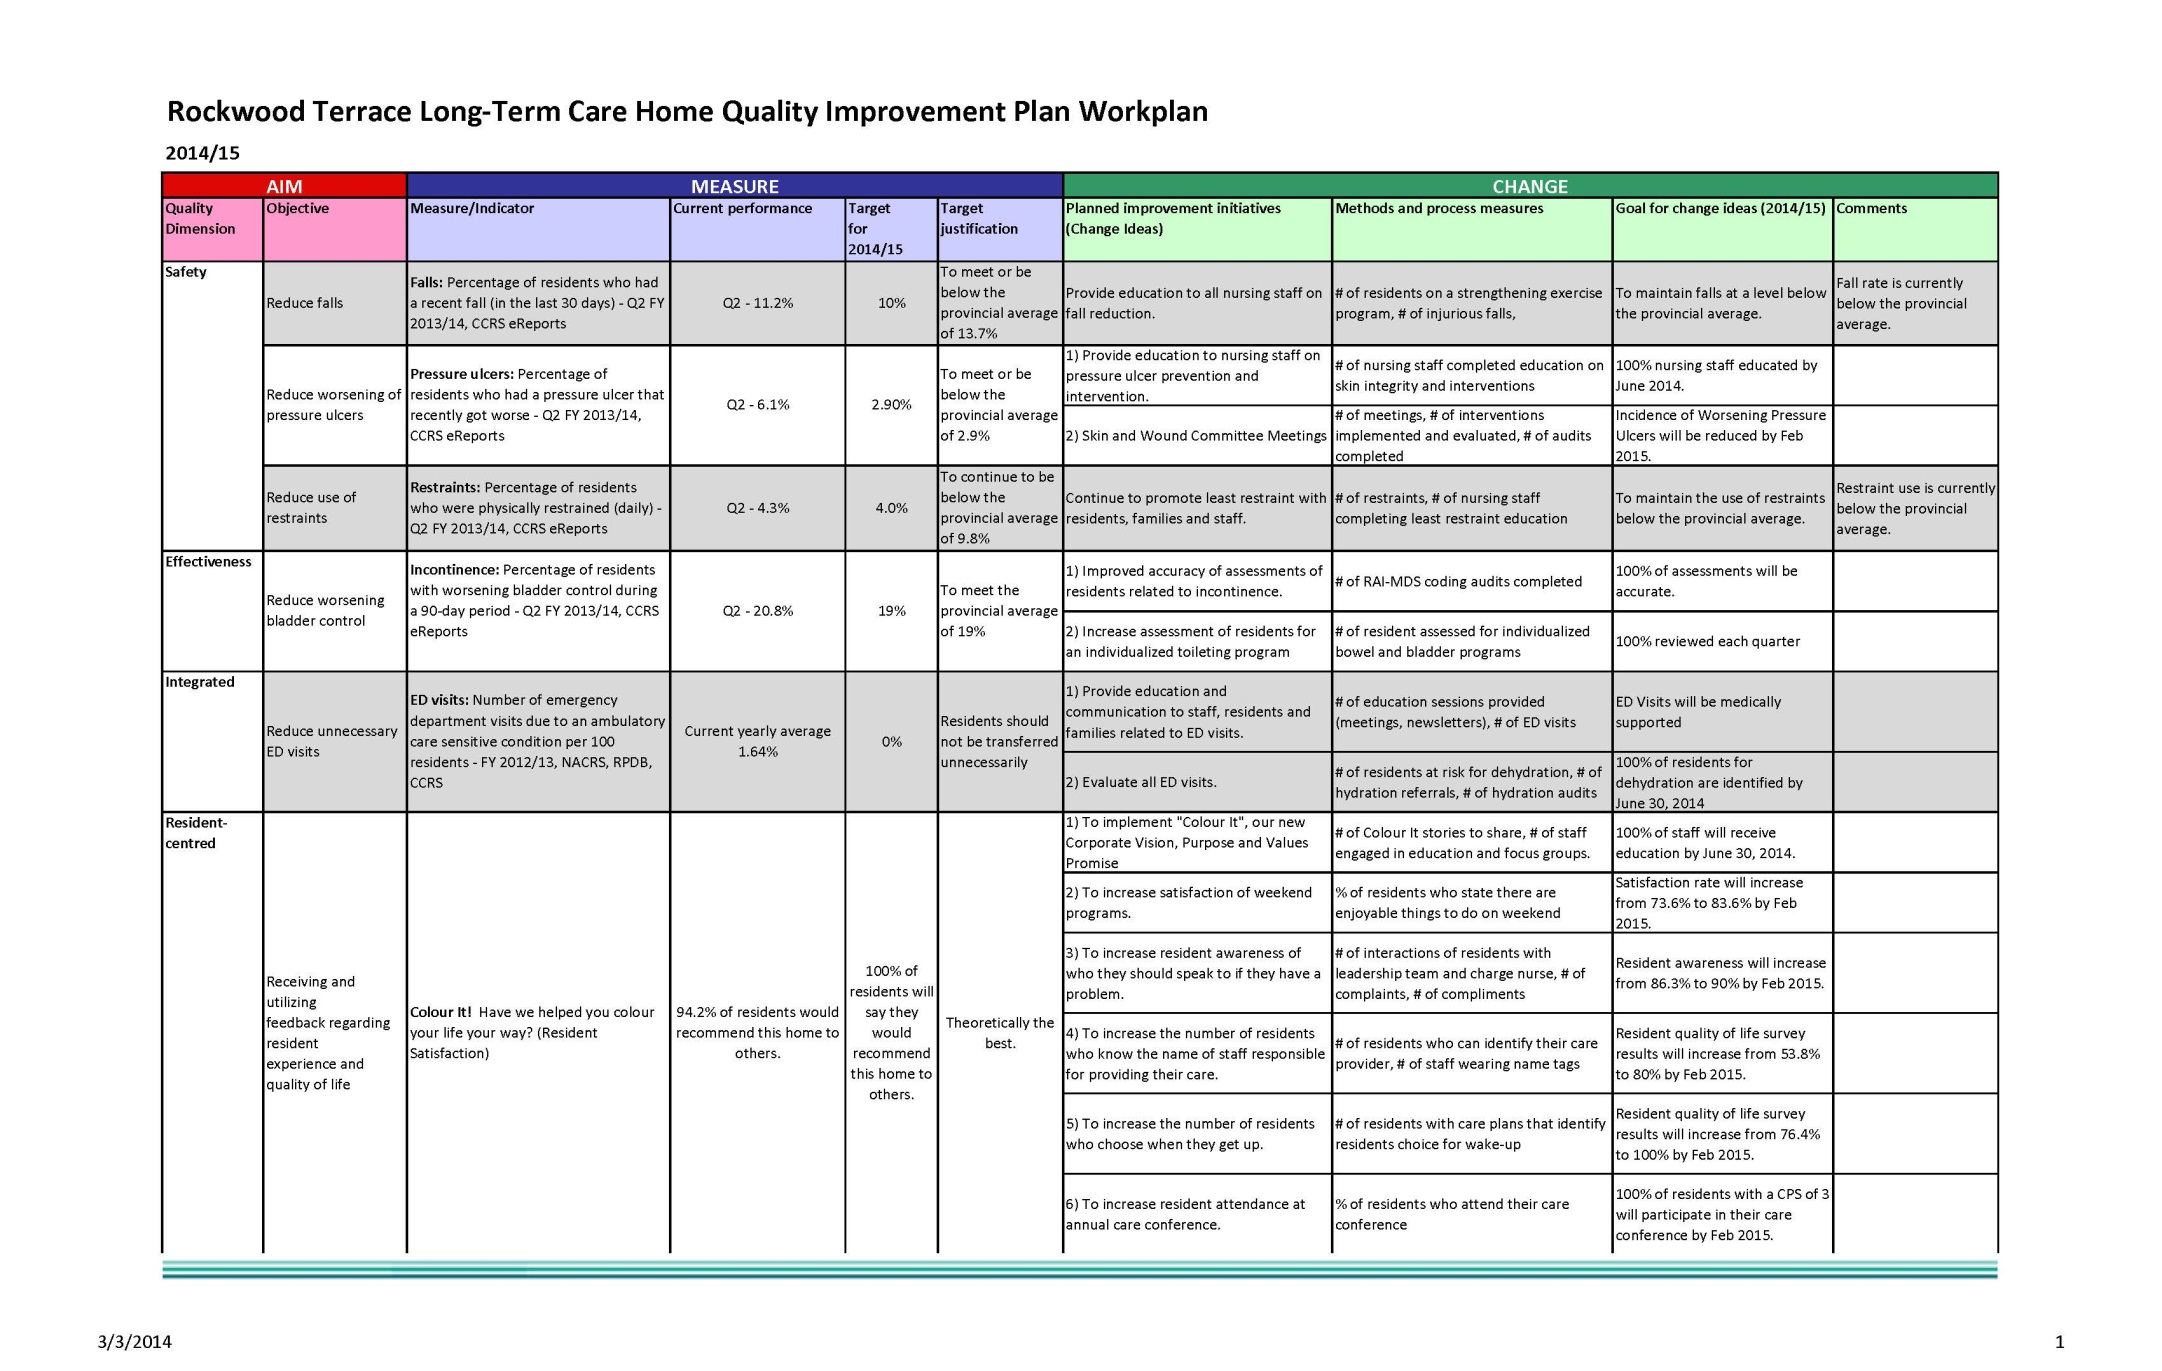 Rockwood Terrace Long-Term Care Home Quality Improvement Plan Workplan
2014/15
AIM
MEASURE
CHANGE
Quality
Dimension
Objective
Measure/Indicator
Current performance
Target
for
2014/15
Target
justification
Planned improvement initiatives
(Change Ideas)
Methods and process measures
Goal for change ideas (2014/15)
Comments
Safety
Reduce falls
Falls: Percentage of residents who had
a recent fall (in the last 30 days) - Q2 FY
2013/14, CCRS eReports
Q2 - 11.2%
10%
To meet or be
below the
provincial average
of 13.7%
Provide education to all nursing staff on
fall reduction.
# of residents on a strengthening exercise
program, # of injurious falls,
To maintain falls at a level below
the provincial average.
Fall rate is currently
below the provincial
average.
Reduce worsening of
pressure ulcers
Pressure ulcers: Percentage of
residents who had a pressure ulcer that
recently got worse - Q2 FY 2013/14,
CCRS eReports
Q2 - 6.1%
2.90%
To meet or be
below the
provincial average
of 2.9%
1) Provide education to nursing staff on
pressure ulcer prevention and
intervention.
# of nursing staff completed education on
skin integrity and interventions
100% nursing staff educated by
June 2014.
2) Skin and Wound Committee Meetings
# of meetings, # of interventions
implemented and evaluated, # of audits
completed
Incidence of Worsening Pressure
Ulcers will be reduced by Feb
2015.
Reduce use of
restraints
Restraints: Percentage of residents
who were physically restrained (daily) -
Q2 FY 2013/14, CCRS eReports
Q2 - 4.3%
4.0%
To continue to be
below the
provincial average
of 9.8%
Continue to promote least restraint with
residents, families and staff.
# of restraints, # of nursing staff
completing least restraint education
To maintain the use of restraints
below the provincial average.
Restraint use is currently
below the provincial
average.
Effectiveness
Reduce worsening
bladder control
Incontinence: Percentage of residents
with worsening bladder control during
a 90-day period - Q2 FY 2013/14, CCRS
eReports
Q2 - 20.8%
19%
To meet the
provincial average
of 19%
1) Improved accuracy of assessments of
residents related to incontinence.
# of RAI-MDS coding audits completed
100% of assessments will be
accurate.
2) Increase assessment of residents for
an individualized toileting program
# of resident assessed for individualized
bowel and bladder programs
100% reviewed each quarter
Integrated
Reduce unnecessary
ED visits
ED visits: Number of emergency
department visits due to an ambulatory
care sensitive condition per 100
residents - FY 2012/13, NACRS, RPDB,
CCRS
Current yearly average
1.64%
0%
Residents should
not be transferred
unnecessarily
1) Provide education and
communication to staff, residents and
families related to ED visits.
# of education sessions provided
(meetings, newsletters), # of ED visits
ED Visits will be medically
supported
2) Evaluate all ED visits.
# of residents at risk for dehydration, # of
hydration referrals, # of hydration audits
100% of residents for
dehydration are identified by
June 30, 2014
Resident-
centred
Receiving and
utilizing
feedback regarding
resident
experience and
quality of life
Colour It!  Have we helped you colour
your life your way? (Resident
Satisfaction)
94.2% of residents would
recommend this home to
others.
100% of
residents will
say they
would
recommend
this home to
others.
Theoretically the
best.
1) To implement "Colour It", our new
Corporate Vision, Purpose and Values
Promise
# of Colour It stories to share, # of staff
engaged in education and focus groups.
100% of staff will receive
education by June 30, 2014.
2) To increase satisfaction of weekend
programs.
% of residents who state there are
enjoyable things to do on weekend
Satisfaction rate will increase
from 73.6% to 83.6% by Feb
2015.
3) To increase resident awareness of
who they should speak to if they have a
problem.
# of interactions of residents with
leadership team and charge nurse, # of
complaints, # of compliments
Resident awareness will increase
from 86.3% to 90% by Feb 2015.
4) To increase the number of residents
who know the name of staff responsible
for providing their care.
# of residents who can identify their care
provider, # of staff wearing name tags
Resident quality of life survey
results will increase from 53.8%
to 80% by Feb 2015.
5) To increase the number of residents
who choose when they get up.
# of residents with care plans that identify
residents choice for wake-up
Resident quality of life survey
results will increase from 76.4%
to 100% by Feb 2015.
6) To increase resident attendance at
annual care conference.
% of residents who attend their care
conference
100% of residents with a CPS of 3
will participate in their care
conference by Feb 2015.
3/3/2014
1